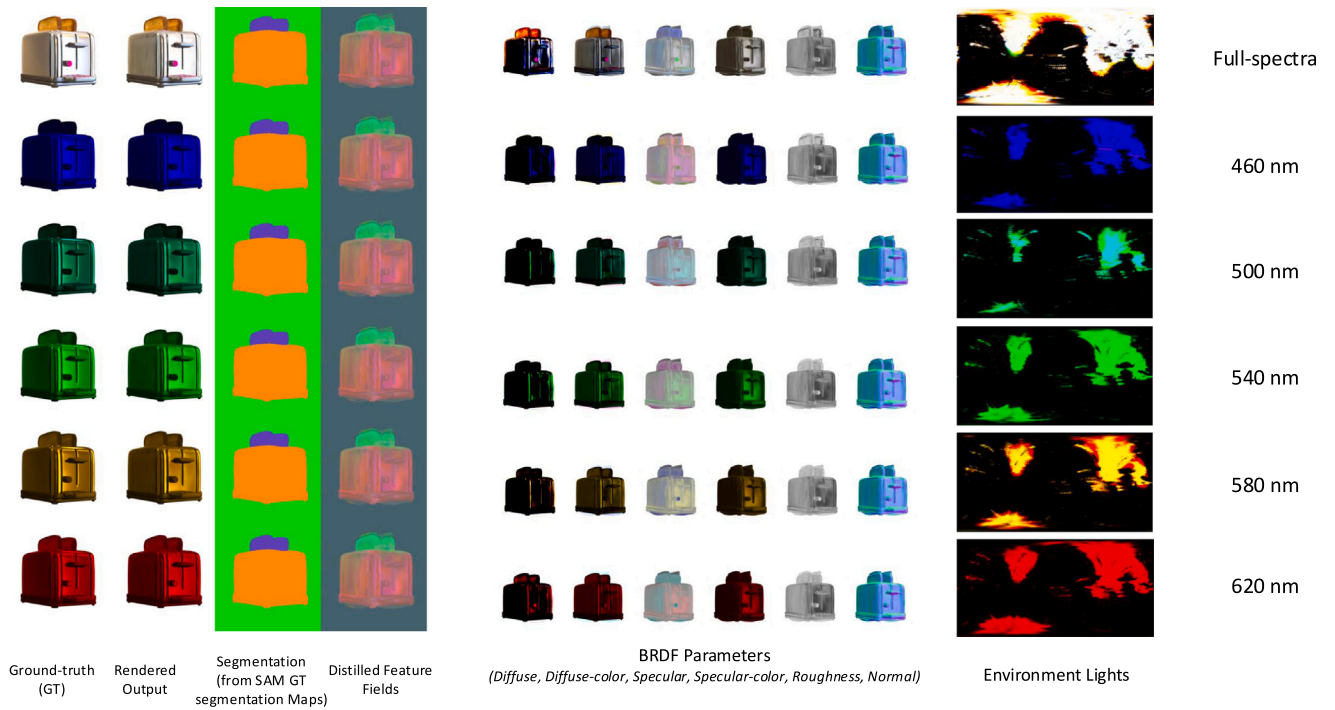 Full-spectra
460 nm
500 nm
540 nm
580 nm
620 nm
Ground-truth
(GT)
Rendered
Output
Segmentation
(from SAM GT
segmentation Maps)
Distilled Feature
Fields
BRDF Parameters
(Diffuse, Diffuse-color, Specular, Specular-color, Roughness, Normal)
Environment Lights